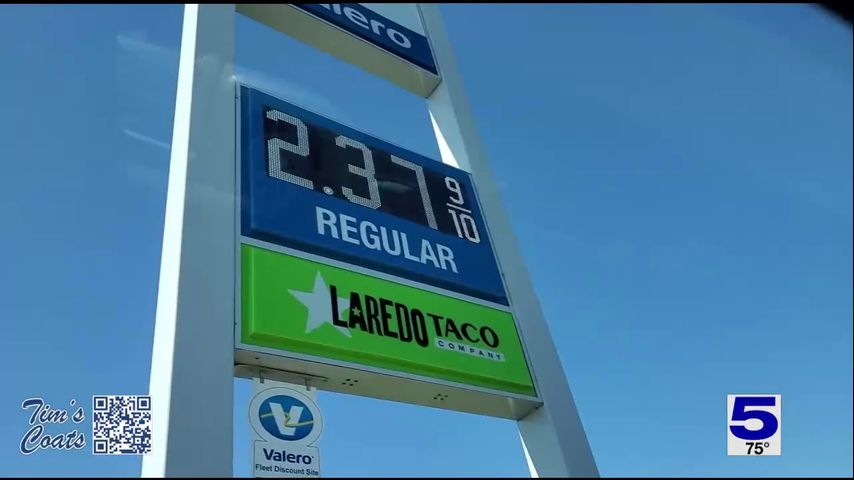 Valero
2.37 9/10
REGULAR
LAREDO TACO
COMPANY
V
Valero
Fleet Discount Site
Tim's
Coats
5
75°